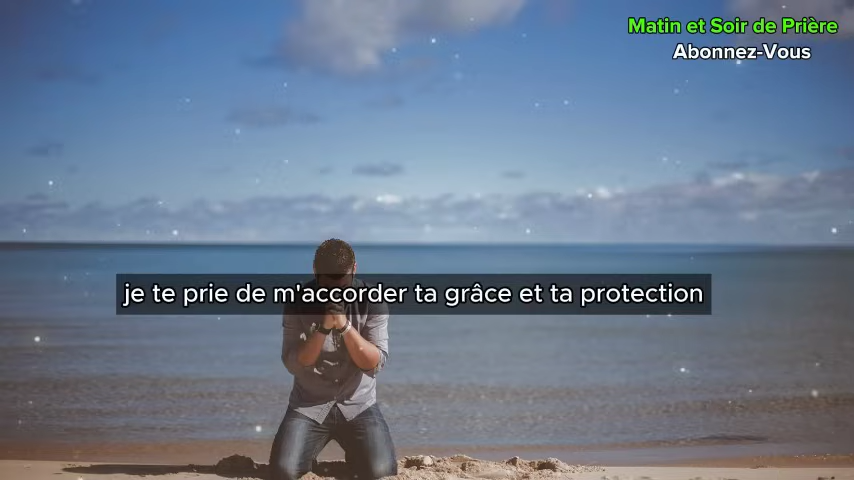 Matin et Soir de Prière
Abonnez-Vous
je te prie de m'accorder ta grâce et ta protection